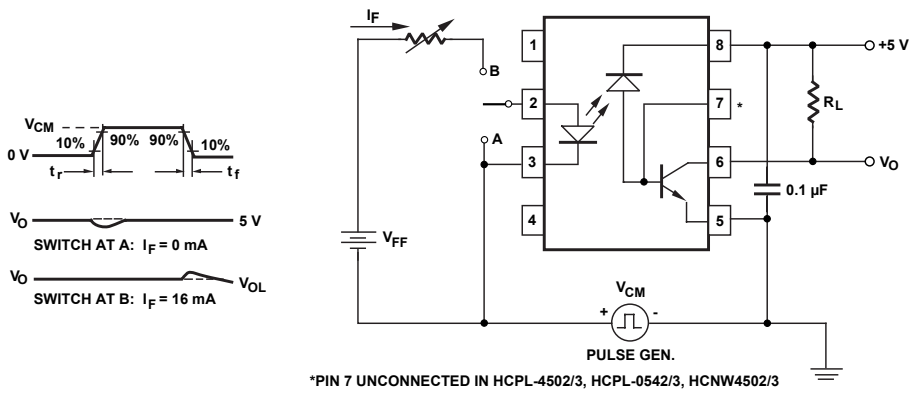 V_CM
10% 90% 90% 10%
0 V
t_r t_f
V_O 5 V
SWITCH AT A: I_F = 0 mA
V_O V_OL
SWITCH AT B: I_F = 16 mA
I_F
B
A
V_FF
1
2
3
4
8
7
*
6
5
+5 V
R_L
V_O
0.1 µF
V_CM
+ -
PULSE GEN.
*PIN 7 UNCONNECTED IN HCPL-4502/3, HCPL-0542/3, HCNW4502/3